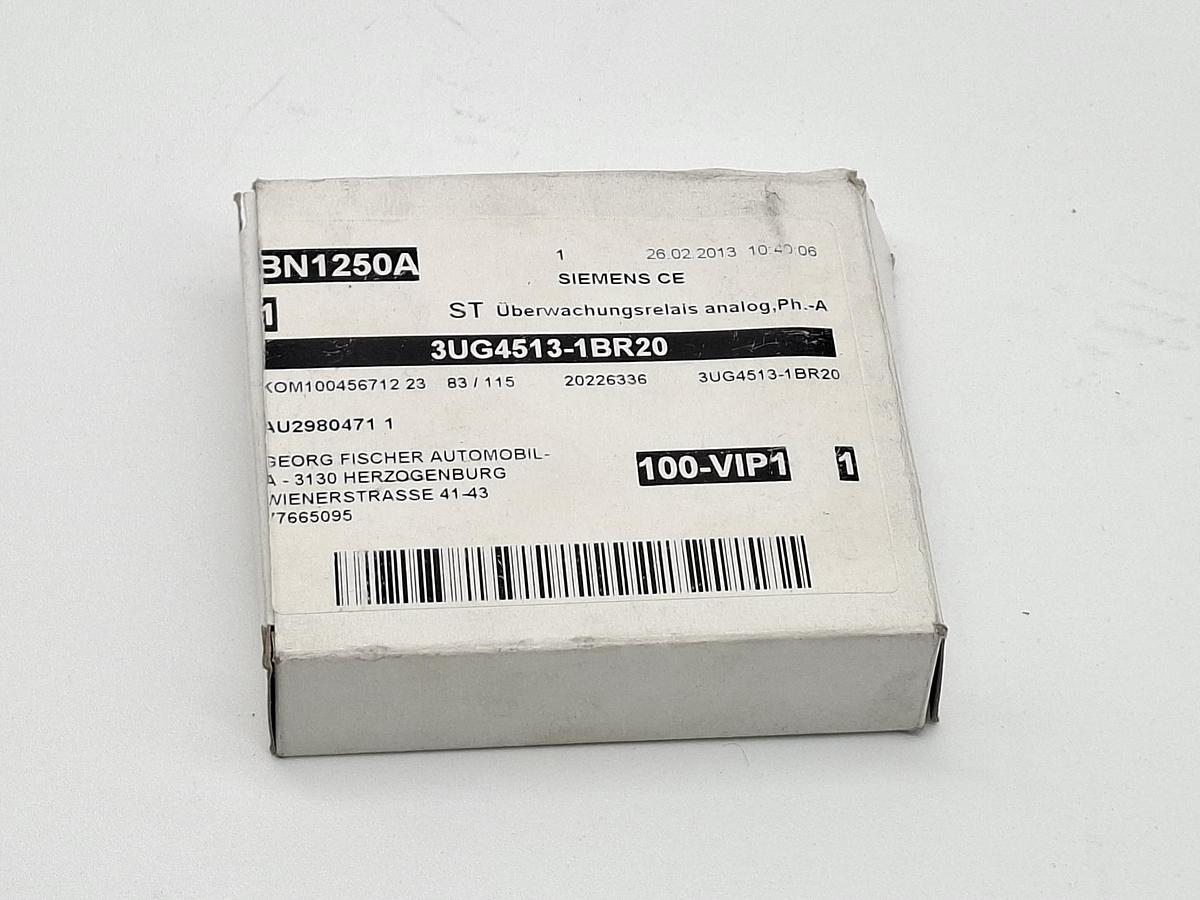 BN1250A
1 26.02.2013 10:40:06
SIEMENS CE
1 ST Überwachungsrelais analog,Ph.-A
3UG4513-1BR20
KOM100456712 23 83 / 115 20226336 3UG4513-1BR20
AU2980471 1
GEORG FISCHER AUTOMOBIL-
A - 3130 HERZOGENBURG
WIENERSTRASSE 41-43
77665095
100-VIP1 1